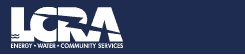 LCRA
ENERGY • WATER • COMMUNITY SERVICES